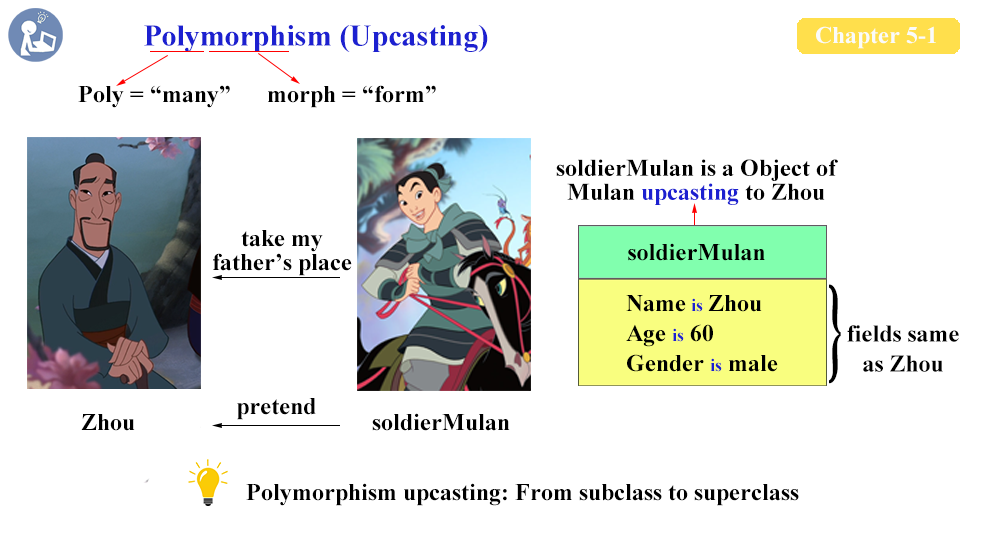 Polymorphism (Upcasting)
Chapter 5-1
Poly = “many”
morph = “form”
soldierMulan is a Object of
Mulan upcasting to Zhou
take my
father’s place
soldierMulan
Name is Zhou
Age is 60
Gender is male
fields same
as Zhou
pretend
Zhou
soldierMulan
Polymorphism upcasting: From subclass to superclass